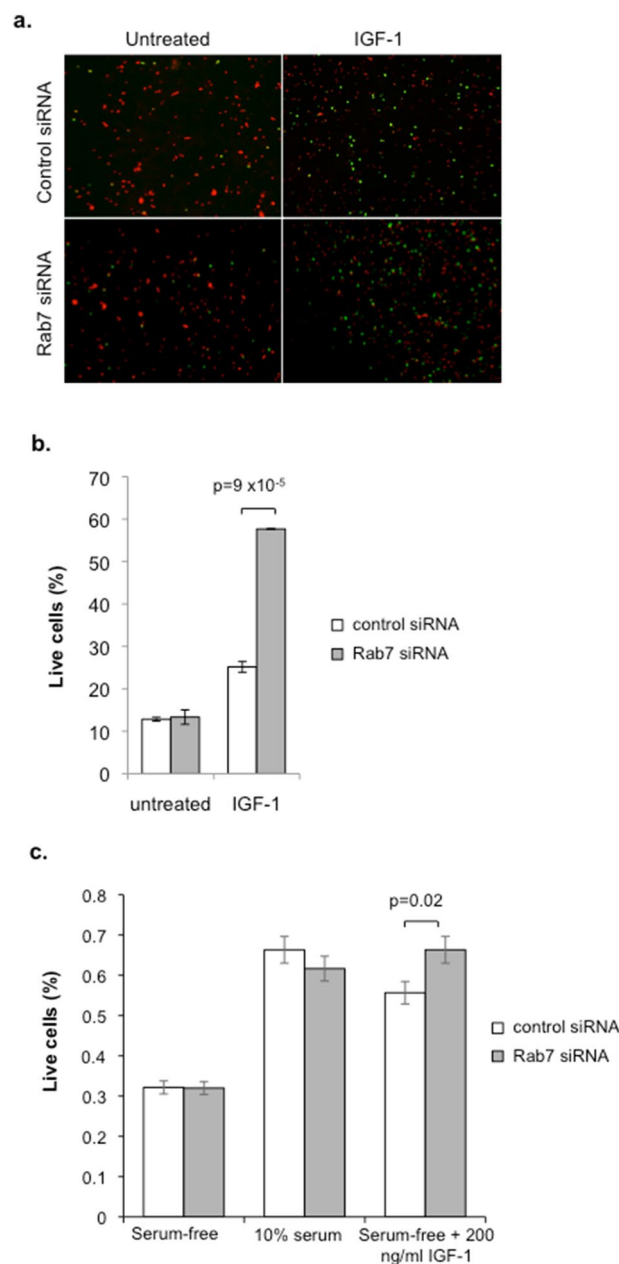 a.
Untreated
IGF-1
Control siRNA
Rab7 siRNA
b.
70
60
50
40
30
20
10
0
Live cells (%)
p=9 x10⁻⁵
untreated
IGF-1
control siRNA
Rab7 siRNA
c.
0.8
0.7
0.6
0.5
0.4
0.3
0.2
0.1
0
Live cells (%)
p=0.02
Serum-free
10% serum
Serum-free + 200
ng/ml IGF-1
control siRNA
Rab7 siRNA